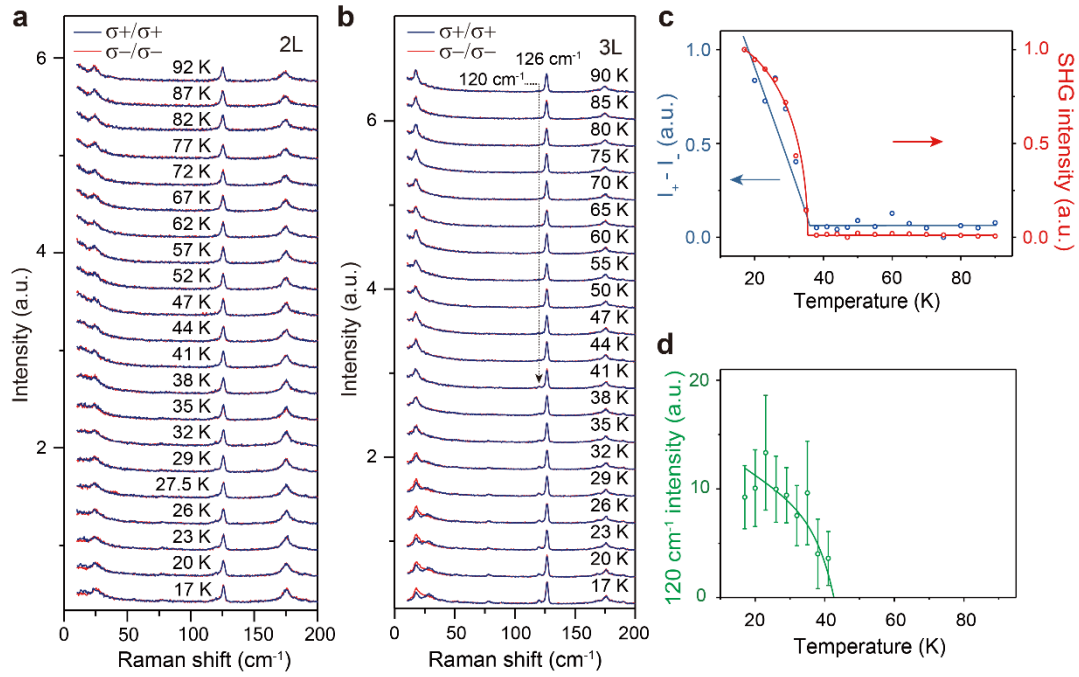 a
σ+/σ+
σ−/σ−
2L
6
4
2
Intensity (a.u.)
92 K
87 K
82 K
77 K
72 K
67 K
62 K
57 K
52 K
47 K
44 K
41 K
38 K
35 K
32 K
29 K
27.5 K
26 K
23 K
20 K
17 K
0 50 100 150 200
Raman shift (cm⁻¹)
b
σ+/σ+
σ−/σ−
3L
126 cm⁻¹
120 cm⁻¹
6
4
2
Intensity (a.u.)
90 K
85 K
80 K
75 K
70 K
65 K
60 K
55 K
50 K
47 K
44 K
41 K
38 K
35 K
32 K
29 K
26 K
23 K
20 K
17 K
0 50 100 150 200
Raman shift (cm⁻¹)
c
1.0
0.5
0.0
I₊ - I₋ (a.u.)
1.0
0.5
0.0
SHG intensity (a.u.)
20 40 60 80
Temperature (K)
d
20
10
0
120 cm⁻¹ intensity (a.u.)
20 40 60 80
Temperature (K)